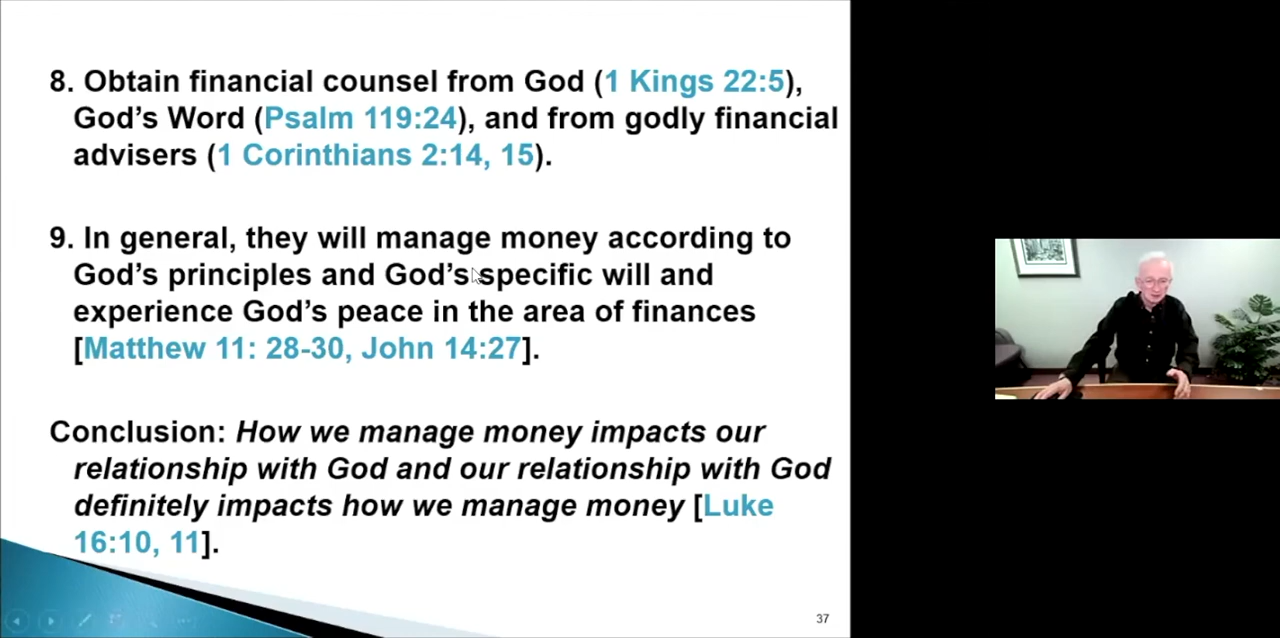 8. Obtain financial counsel from God (1 Kings 22:5),
God's Word (Psalm 119:24), and from godly financial
advisers (1 Corinthians 2:14, 15).
9. In general, they will manage money according to
God's principles and God's specific will and
experience God's peace in the area of finances
[Matthew 11: 28-30, John 14:27].
Conclusion: How we manage money impacts our
relationship with God and our relationship with God
definitely impacts how we manage money [Luke
16:10, 11].
37